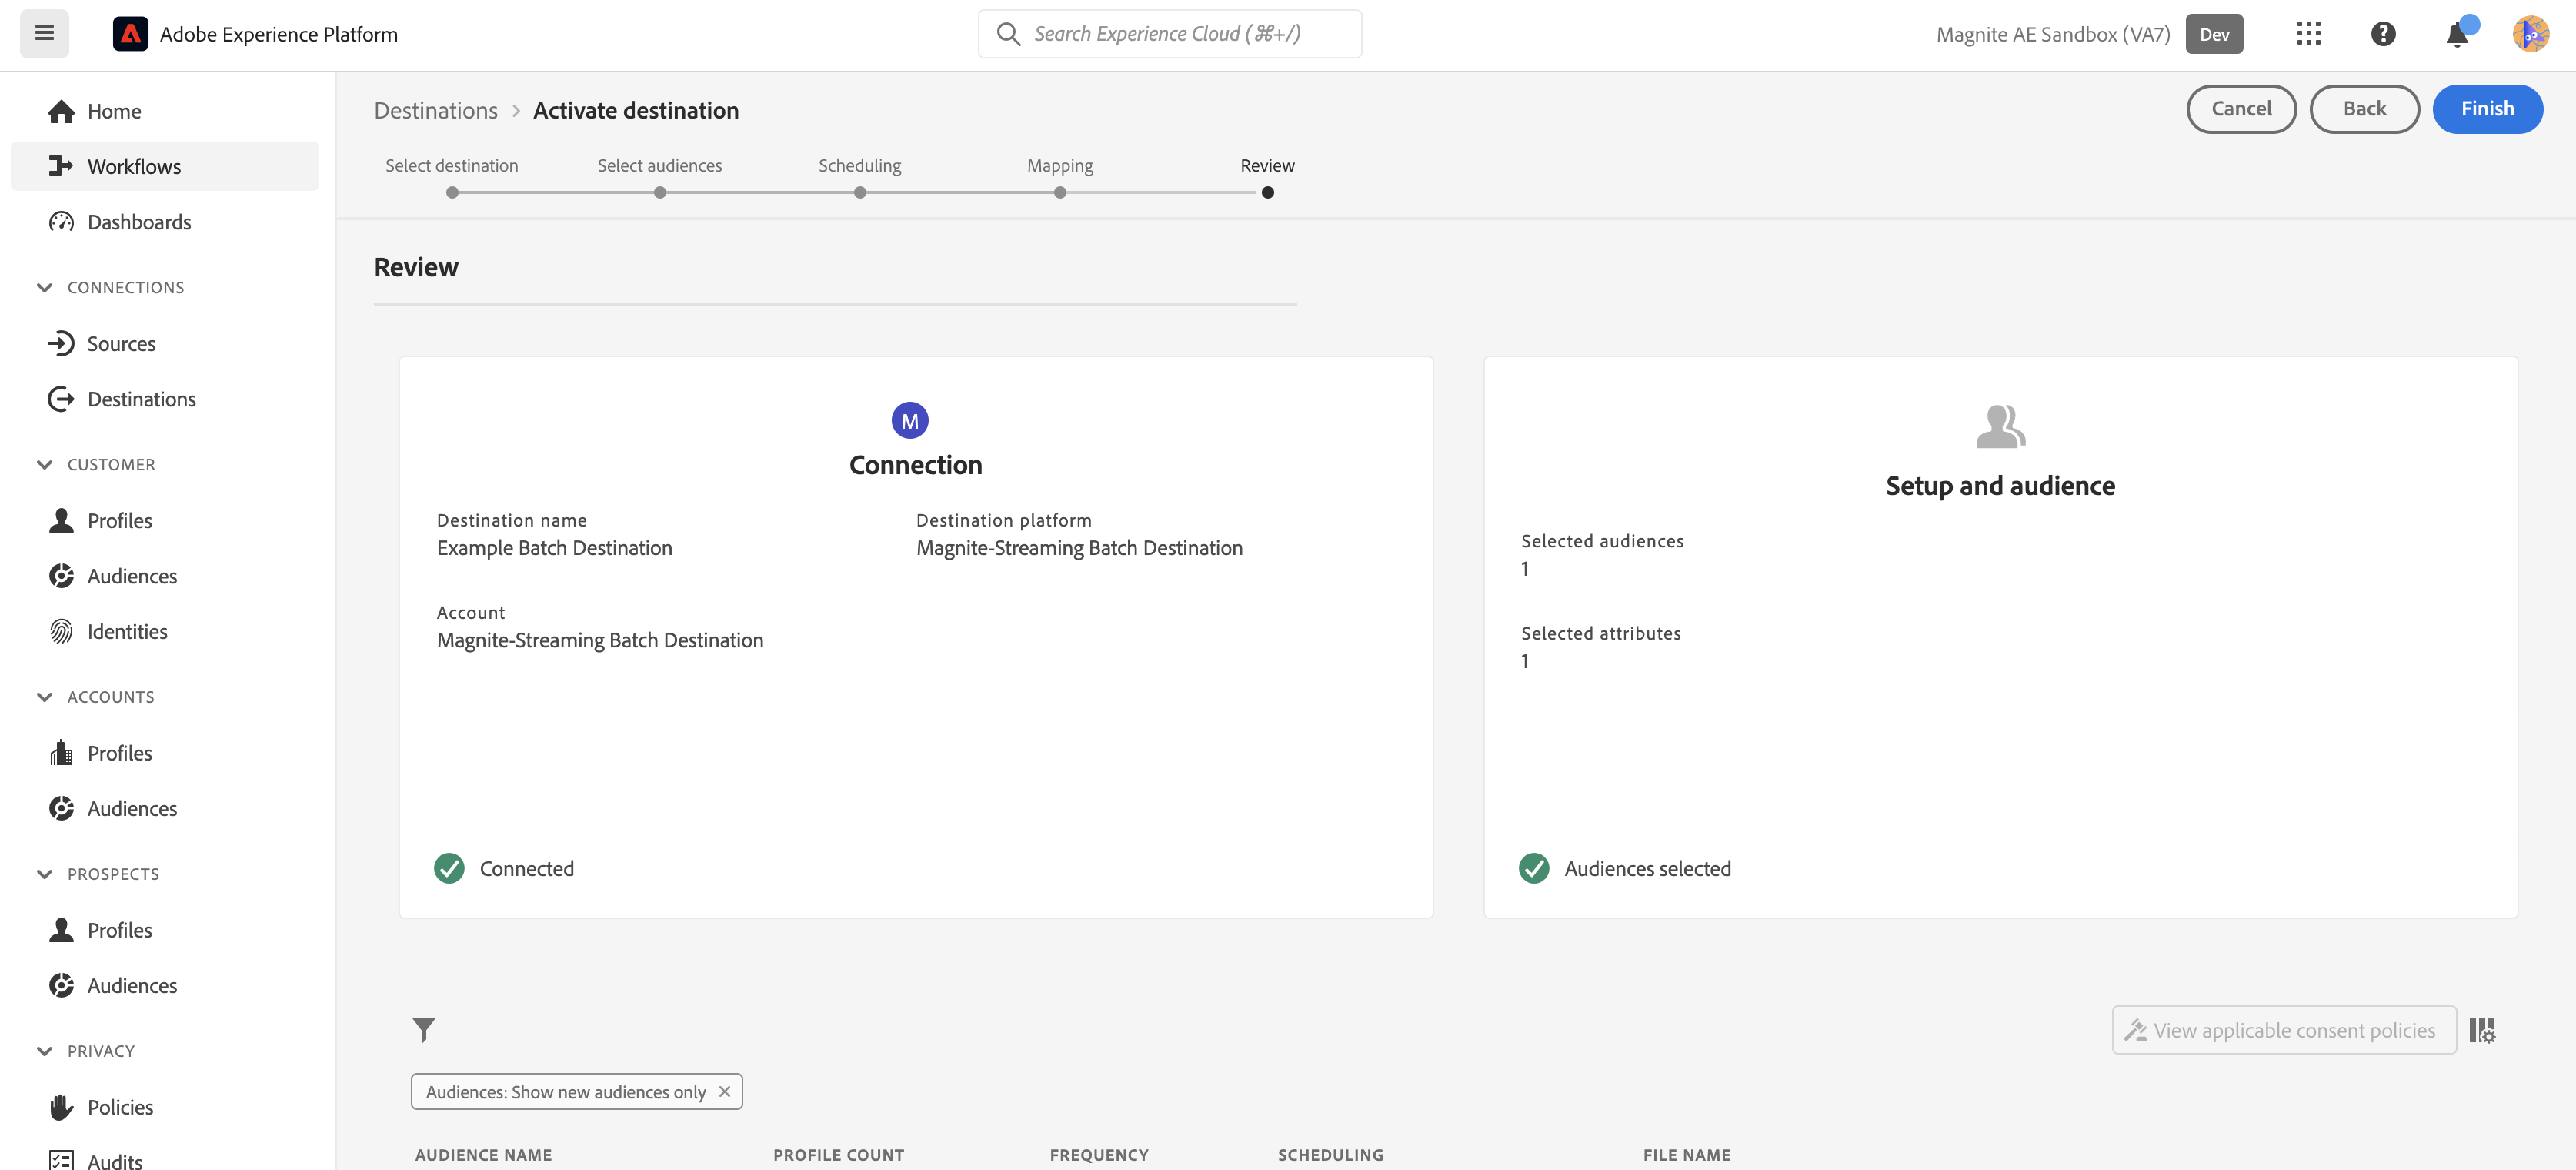 Adobe Experience Platform
Search Experience Cloud (⌘+/)
Magnite AE Sandbox (VA7)
Dev
Home
Workflows
Dashboards
CONNECTIONS
Sources
Destinations
CUSTOMER
Profiles
Audiences
Identities
ACCOUNTS
Profiles
Audiences
PROSPECTS
Profiles
Audiences
PRIVACY
Policies
Audits
Destinations > Activate destination
Cancel
Back
Finish
Select destination
Select audiences
Scheduling
Mapping
Review
Review
M
Connection
Destination name
Example Batch Destination
Destination platform
Magnite-Streaming Batch Destination
Account
Magnite-Streaming Batch Destination
Connected
Setup and audience
Selected audiences
1
Selected attributes
1
Audiences selected
View applicable consent policies
Audiences: Show new audiences only
AUDIENCE NAME
PROFILE COUNT
FREQUENCY
SCHEDULING
FILE NAME